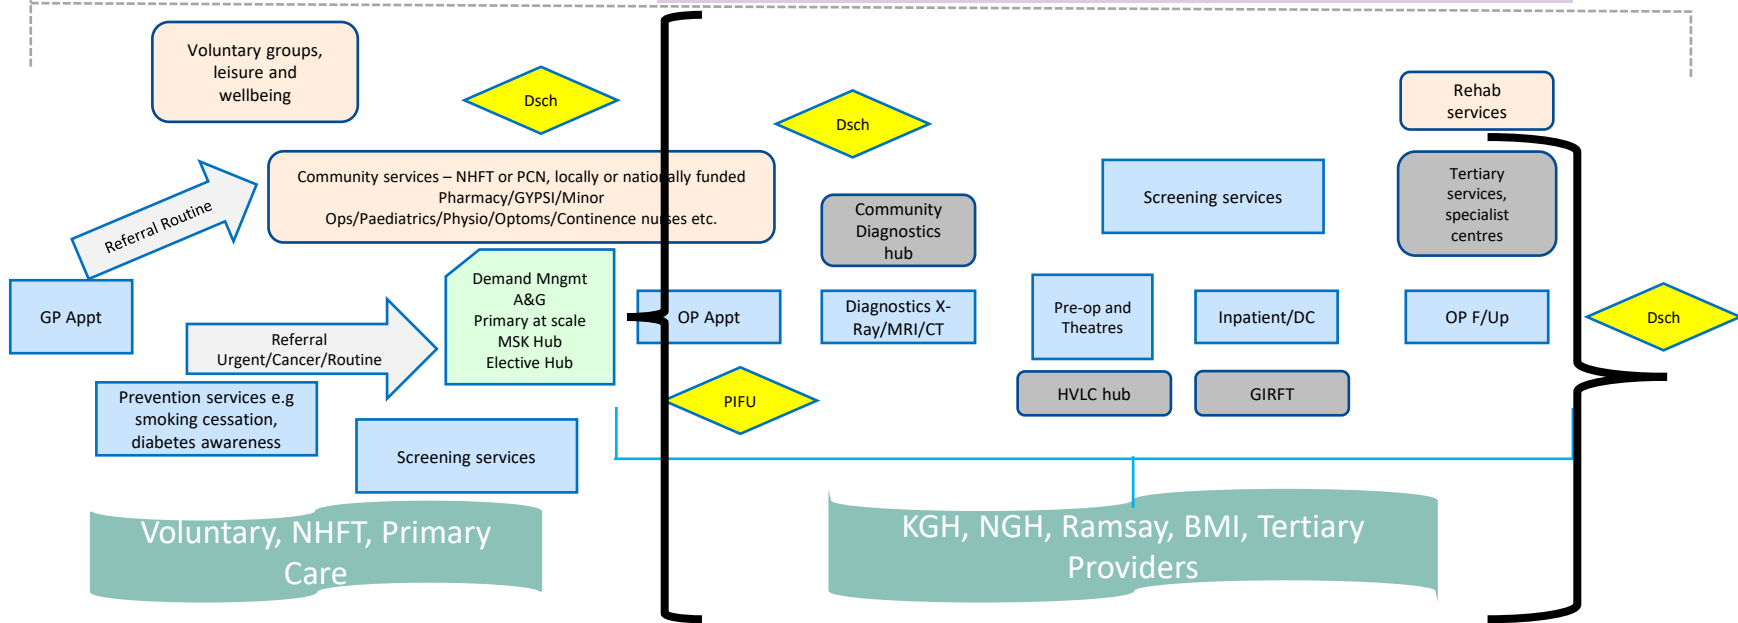 Voluntary groups,
leisure and
wellbeing
Dsch
Dsch
Rehab
services
Referral Routine
Community services – NHFT or PCN, locally or nationally funded
Pharmacy/GYPSI/Minor
Ops/Paediatrics/Physio/Optoms/Continence nurses etc.
Community
Diagnostics
hub
Screening services
Tertiary
services,
specialist
centres
GP Appt
Referral
Urgent/Cancer/Routine
Demand Mngmt
A&G
Primary at scale
MSK Hub
Elective Hub
OP Appt
Diagnostics X-
Ray/MRI/CT
Pre-op and
Theatres
Inpatient/DC
OP F/Up
Dsch
Prevention services e.g
smoking cessation,
diabetes awareness
PIFU
HVLC hub
GIRFT
Screening services
Voluntary, NHFT, Primary
Care
KGH, NGH, Ramsay, BMI, Tertiary
Providers